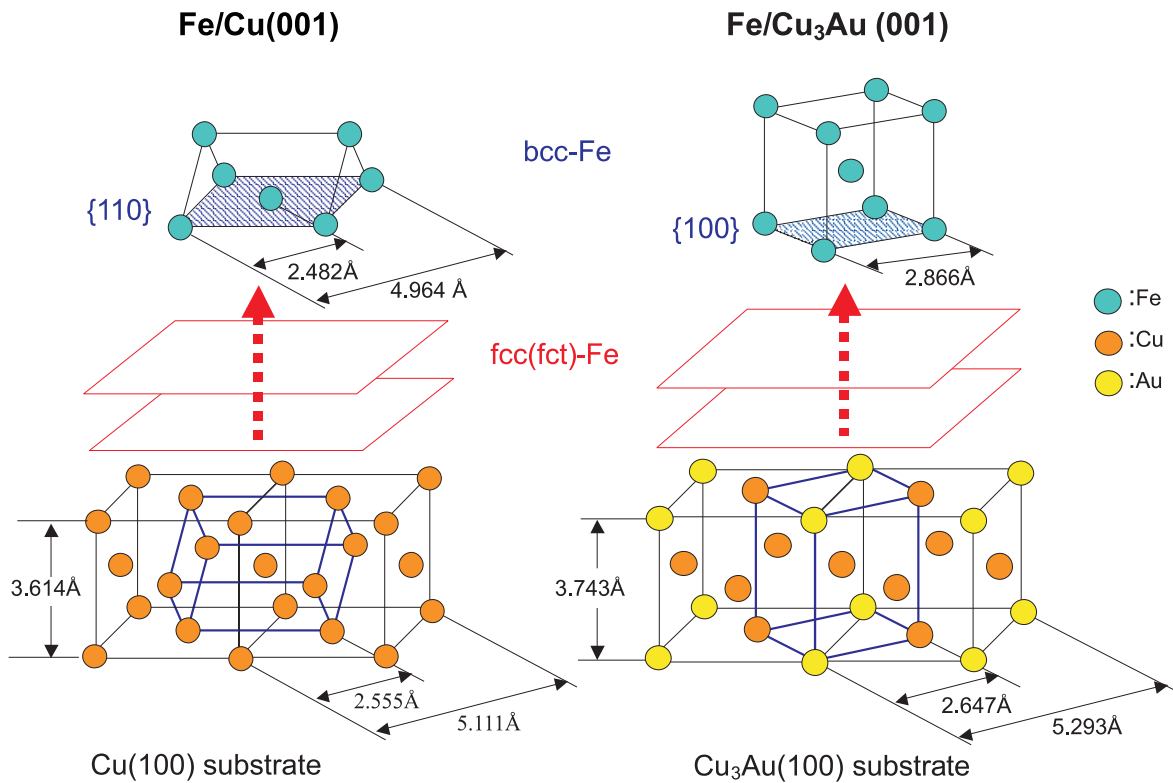 Fe/Cu(001)
Fe/Cu₃Au (001)
bcc-Fe
{110}
{100}
2.482Å
4.964 Å
2.866Å
:Fe
:Cu
:Au
fcc(fct)-Fe
3.614Å
3.743Å
2.555Å
5.111Å
2.647Å
5.293Å
Cu(100) substrate
Cu₃Au(100) substrate